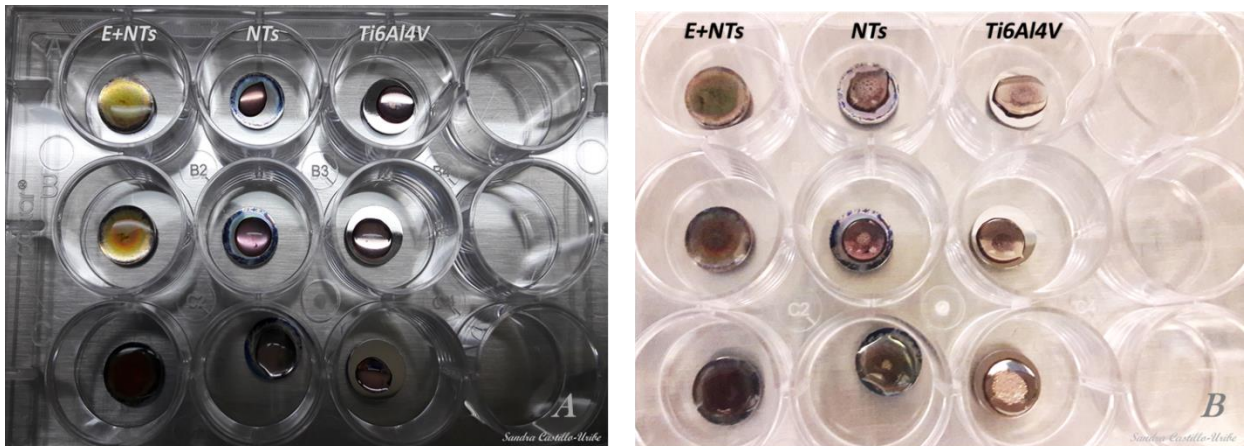 E+NTs NTs Ti6Al4V
B2 B3
C2
A
Sandra Castillo-Uribe
E+NTs NTs Ti6Al4V
C2
B
Sandra Castillo-Uribe